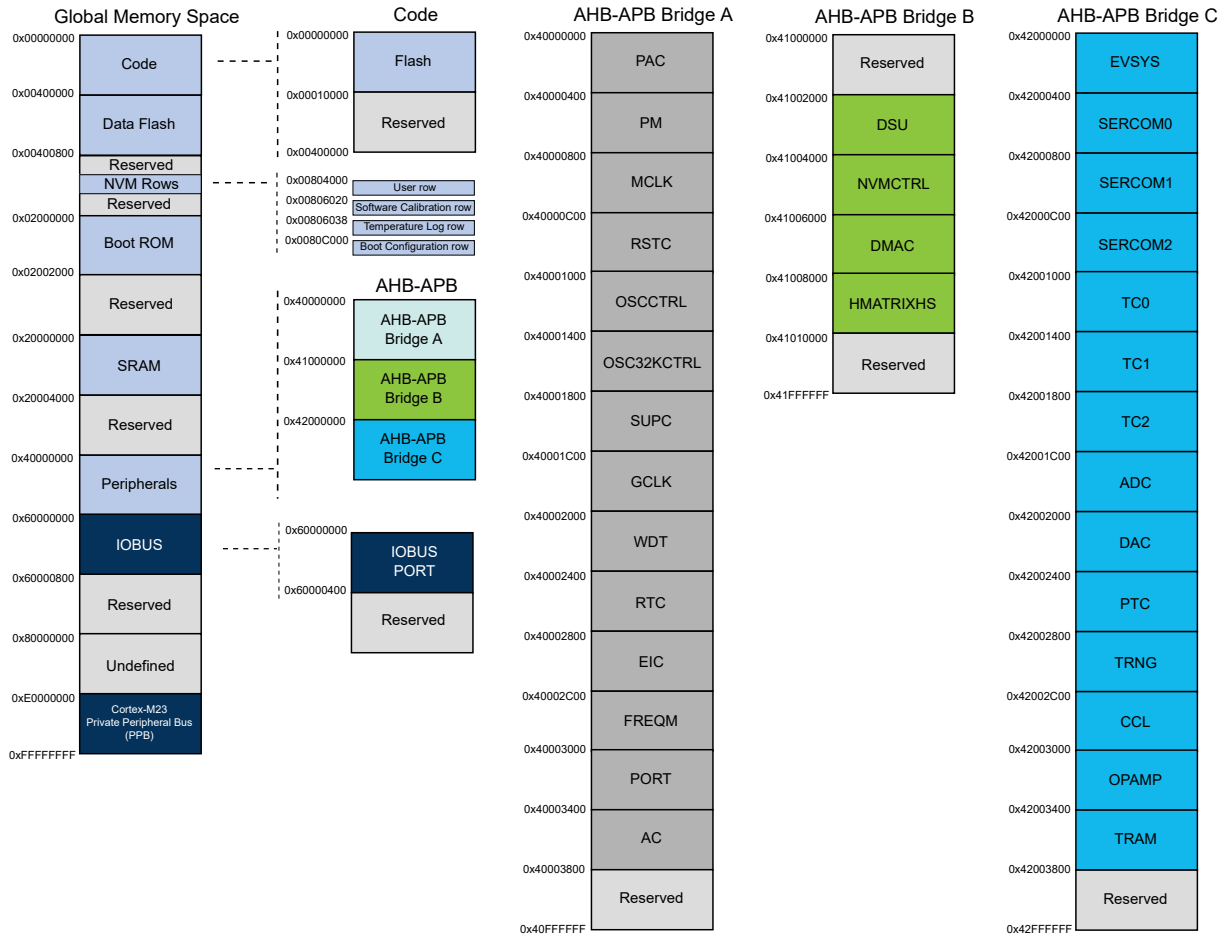 Global Memory Space
0x00000000
Code
0x00400000
Data Flash
0x00400800
Reserved
NVM Rows
Reserved
0x02000000
Boot ROM
0x02002000
Reserved
0x20000000
SRAM
0x20004000
Reserved
0x40000000
Peripherals
0x60000000
IOBUS
0x60000800
Reserved
0x80000000
Undefined
0xE0000000
Cortex-M23
Private Peripheral Bus
(PPB)
0xFFFFFFFF
Code
0x00000000
Flash
0x00010000
Reserved
0x00400000
0x00804000
User row
0x00806020
Software Calibration row
0x00806038
Temperature Log row
0x0080C000
Boot Configuration row
AHB-APB
0x40000000
AHB-APB
Bridge A
0x41000000
AHB-APB
Bridge B
0x42000000
AHB-APB
Bridge C
0x60000000
IOBUS
PORT
0x60000400
Reserved
AHB-APB Bridge A
0x40000000
PAC
0x40000400
PM
0x40000800
MCLK
0x40000C00
RSTC
0x40001000
OSCCTRL
0x40001400
OSC32KCTRL
0x40001800
SUPC
0x40001C00
GCLK
0x40002000
WDT
0x40002400
RTC
0x40002800
EIC
0x40002C00
FREQM
0x40003000
PORT
0x40003400
AC
0x40003800
Reserved
0x40FFFFFF
AHB-APB Bridge B
0x41000000
Reserved
0x41002000
DSU
0x41004000
NVMCTRL
0x41006000
DMAC
0x41008000
HMATRIXHS
0x41010000
Reserved
0x41FFFFFF
AHB-APB Bridge C
0x42000000
EVSYS
0x42000400
SERCOM0
0x42000800
SERCOM1
0x42000C00
SERCOM2
0x42001000
TC0
0x42001400
TC1
0x42001800
TC2
0x42001C00
ADC
0x42002000
DAC
0x42002400
PTC
0x42002800
TRNG
0x42002C00
CCL
0x42003000
OPAMP
0x42003400
TRAM
0x42003800
Reserved
0x42FFFFFF